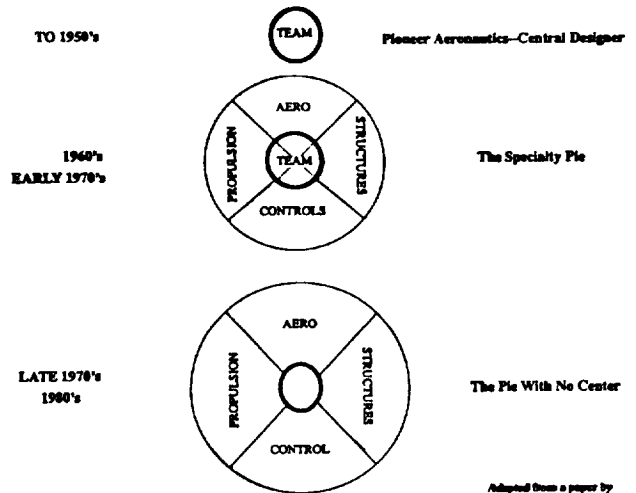 TO 1950's
TEAM
Pioneer Aeronautics--Central Designer
1960's
EARLY 1970's
AERO
PROPULSION
TEAM
STRUCTURES
CONTROLS
The Specialty Pie
LATE 1970's
1980's
AERO
PROPULSION
STRUCTURES
CONTROL
The Pie With No Center
Adapted from a paper by